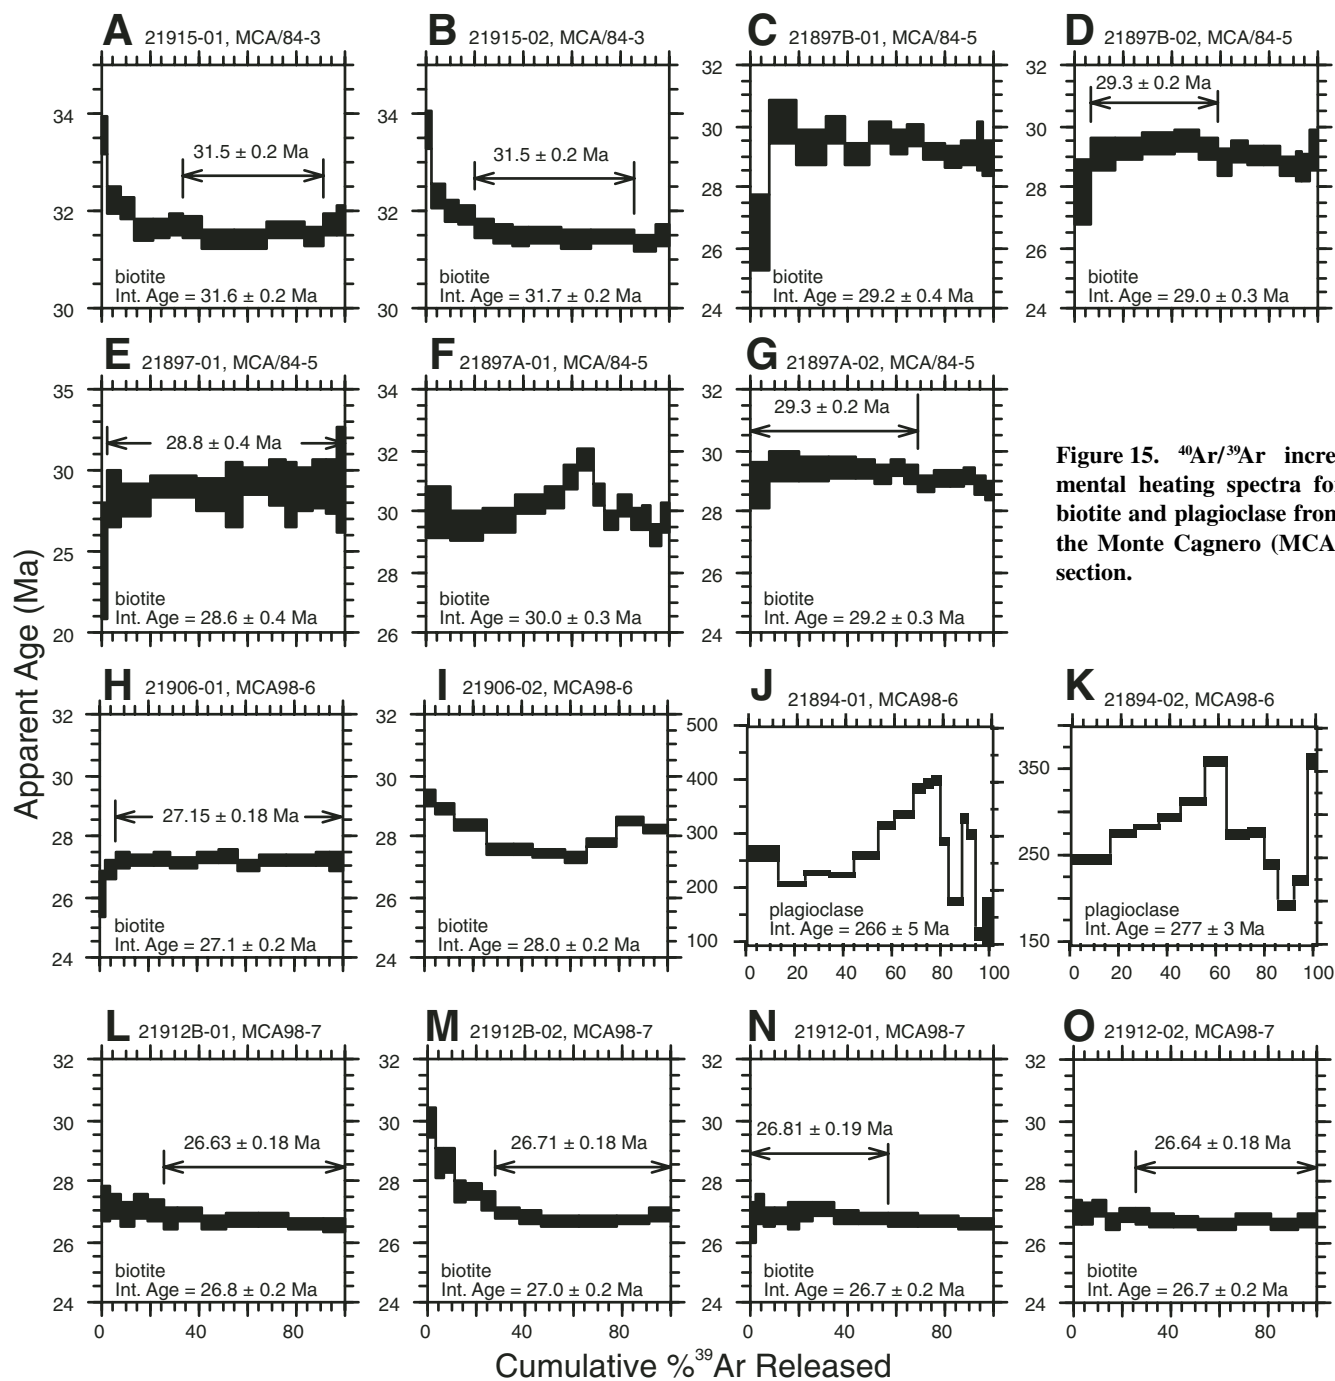 A 21915-01, MCA/84-3
B 21915-02, MCA/84-3
C 21897B-01, MCA/84-5
D 21897B-02, MCA/84-5
34
32
30
31.5 ± 0.2 Ma
biotite
Int. Age = 31.6 ± 0.2 Ma
34
32
30
31.5 ± 0.2 Ma
biotite
Int. Age = 31.7 ± 0.2 Ma
32
30
28
26
24
biotite
Int. Age = 29.2 ± 0.4 Ma
32
30
28
26
24
29.3 ± 0.2 Ma
biotite
Int. Age = 29.0 ± 0.3 Ma
E 21897-01, MCA/84-5
F 21897A-01, MCA/84-5
G 21897A-02, MCA/84-5
35
30
25
20
28.8 ± 0.4 Ma
biotite
Int. Age = 28.6 ± 0.4 Ma
34
32
30
28
26
biotite
Int. Age = 30.0 ± 0.3 Ma
32
30
28
26
24
29.3 ± 0.2 Ma
biotite
Int. Age = 29.2 ± 0.3 Ma
Figure 15. ⁴⁰Ar/³⁹Ar incre
mental heating spectra for
biotite and plagioclase from
the Monte Cagnero (MCA
section.
Apparent Age (Ma)
H 21906-01, MCA98-6
I 21906-02, MCA98-6
J 21894-01, MCA98-6
K 21894-02, MCA98-6
32
30
28
26
24
27.15 ± 0.18 Ma
biotite
Int. Age = 27.1 ± 0.2 Ma
32
30
28
26
24
biotite
Int. Age = 28.0 ± 0.2 Ma
500
400
300
200
100
plagioclase
Int. Age = 266 ± 5 Ma
0 20 40 60 80 100
350
250
150
plagioclase
Int. Age = 277 ± 3 Ma
0 20 40 60 80 100
L 21912B-01, MCA98-7
M 21912B-02, MCA98-7
N 21912-01, MCA98-7
O 21912-02, MCA98-7
32
30
28
26
24
26.63 ± 0.18 Ma
biotite
Int. Age = 26.8 ± 0.2 Ma
0 40 80
32
30
28
26
24
26.71 ± 0.18 Ma
biotite
Int. Age = 27.0 ± 0.2 Ma
0 40 80
32
30
28
26
24
26.81 ± 0.19 Ma
biotite
Int. Age = 26.7 ± 0.2 Ma
0 40 80
32
30
28
26
24
26.64 ± 0.18 Ma
biotite
Int. Age = 26.7 ± 0.2 Ma
0 40 80
Cumulative %³⁹Ar Released